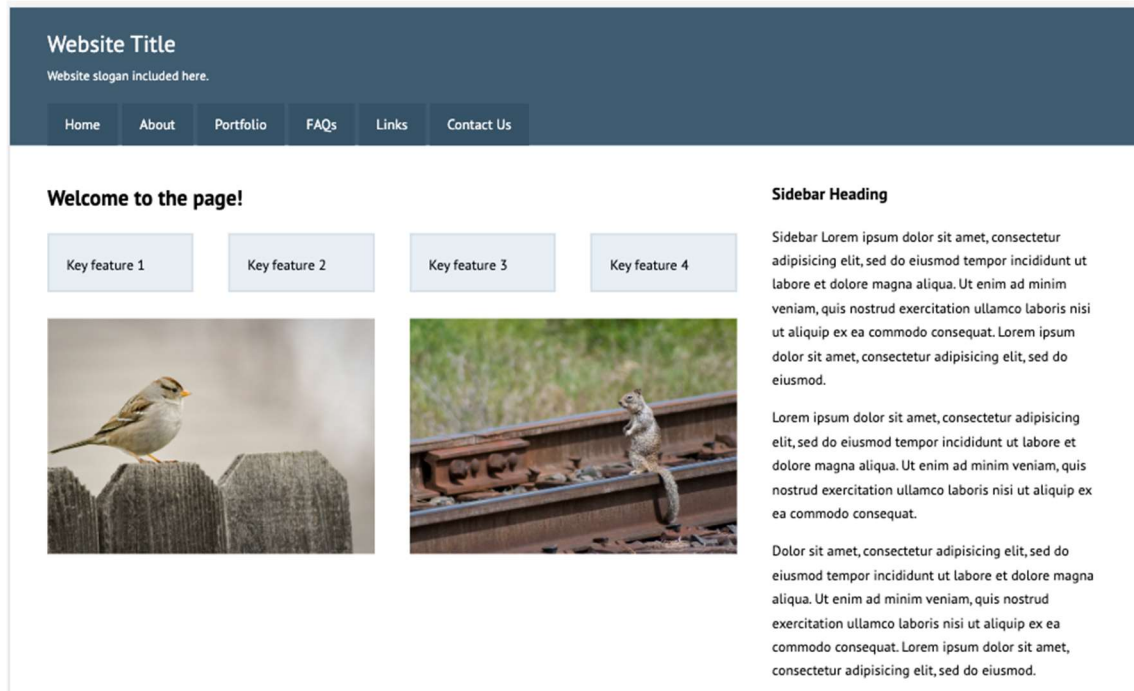 Website Title
Website slogan included here.
Home About Portfolio FAQs Links Contact Us
Welcome to the page!
Key feature 1 Key feature 2 Key feature 3 Key feature 4
Sidebar Heading
Sidebar Lorem ipsum dolor sit amet, consectetur
adipisicing elit, sed do eiusmod tempor incididunt ut
labore et dolore magna aliqua. Ut enim ad minim
veniam, quis nostrud exercitation ullamco laboris nisi
ut aliquip ex ea commodo consequat. Lorem ipsum
dolor sit amet, consectetur adipisicing elit, sed do
eiusmod.
Lorem ipsum dolor sit amet, consectetur adipisicing
elit, sed do eiusmod tempor incididunt ut labore et
dolore magna aliqua. Ut enim ad minim veniam, quis
nostrud exercitation ullamco laboris nisi ut aliquip ex
ea commodo consequat.
Dolor sit amet, consectetur adipisicing elit, sed do
eiusmod tempor incididunt ut labore et dolore magna
aliqua. Ut enim ad minim veniam, quis nostrud
exercitation ullamco laboris nisi ut aliquip ex ea
commodo consequat. Lorem ipsum dolor sit amet,
consectetur adipisicing elit, sed do eiusmod.